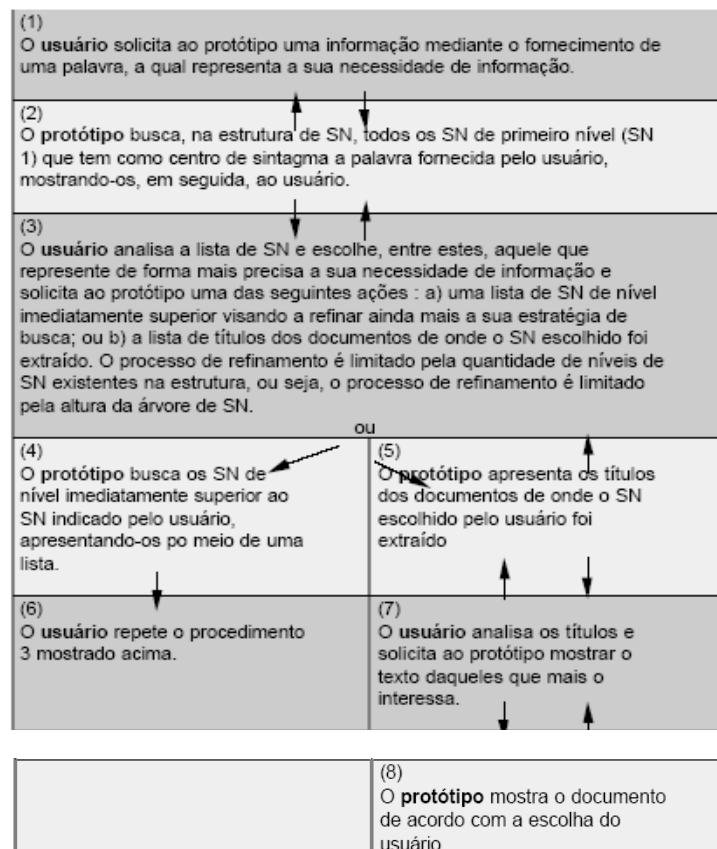 (1)
O usuário solicita ao protótipo uma informação mediante o fornecimento de
uma palavra, a qual representa a sua necessidade de informação.
(2)
O protótipo busca, na estrutura de SN, todos os SN de primeiro nível (SN
1) que tem como centro de sintagma a palavra fornecida pelo usuário,
mostrando-os, em seguida, ao usuário.
(3)
O usuário analisa a lista de SN e escolhe, entre estes, aquele que
represente de forma mais precisa a sua necessidade de informação e
solicita ao protótipo uma das seguintes ações : a) uma lista de SN de nível
imediatamente superior visando a refinar ainda mais a sua estratégia de
busca; ou b) a lista de títulos dos documentos de onde o SN escolhido foi
extraído. O processo de refinamento é limitado pela quantidade de níveis de
SN existentes na estrutura, ou seja, o processo de refinamento é limitado
pela altura da árvore de SN.
ou
(4)
O protótipo busca os SN de
nível imediatamente superior ao
SN indicado pelo usuário,
apresentando-os po meio de uma
lista.
(5)
O protótipo apresenta os títulos
dos documentos de onde o SN
escolhido pelo usuário foi
extraído
(6)
O usuário repete o procedimento
3 mostrado acima.
(7)
O usuário analisa os títulos e
solicita ao protótipo mostrar o
texto daqueles que mais o
interessa.
(8)
O protótipo mostra o documento
de acordo com a escolha do
usuário